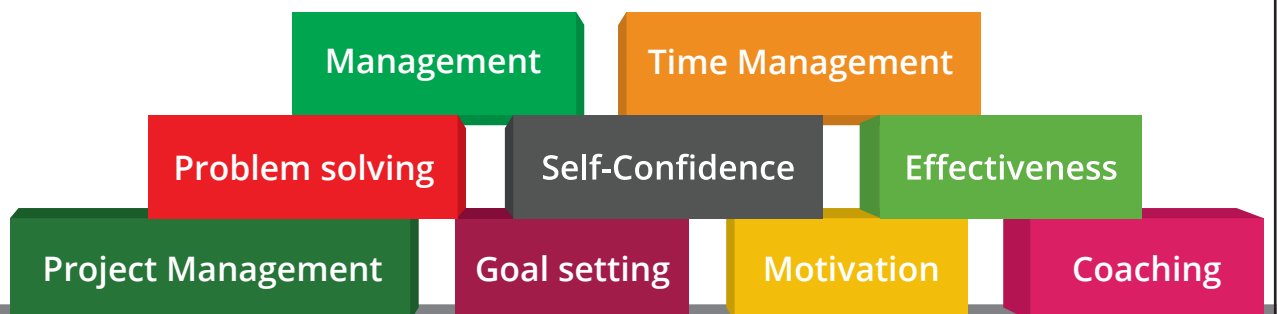 Management
Time Management
Problem solving
Self-Confidence
Effectiveness
Project Management
Goal setting
Motivation
Coaching